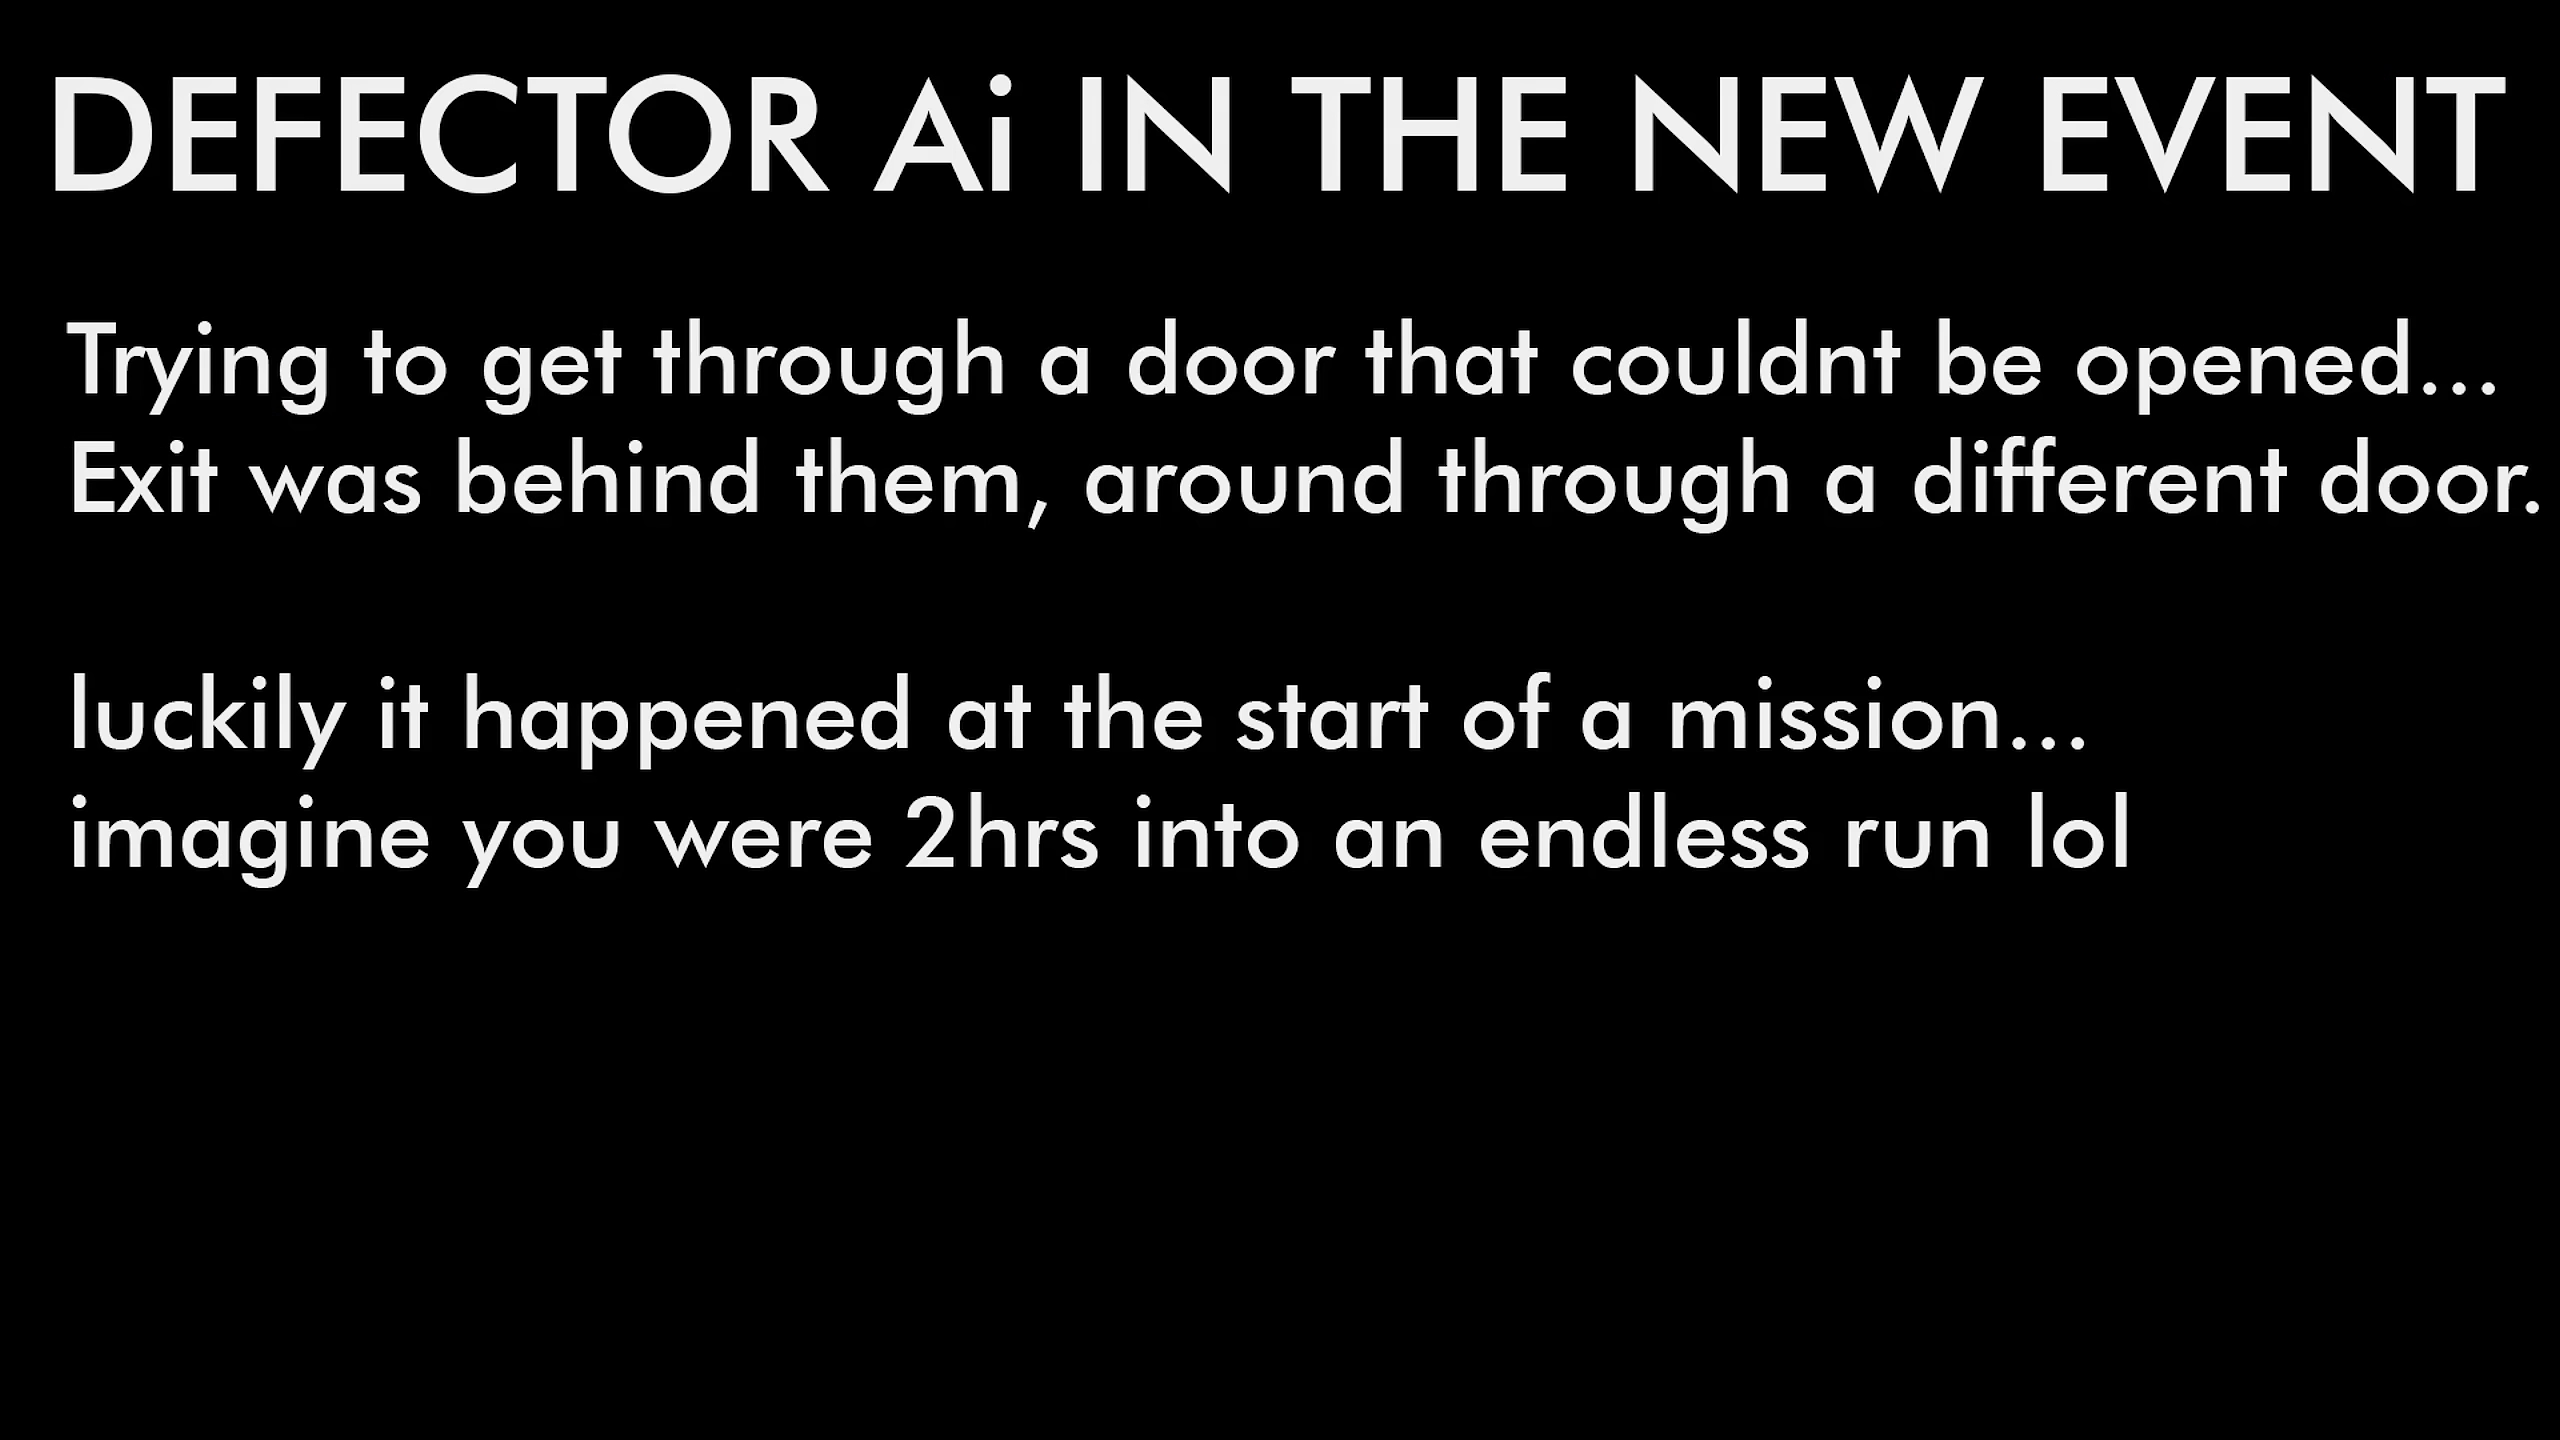 DEFECTOR Ai IN THE NEW EVENT
Trying to get through a door that couldnt be opened...
Exit was behind them, around through a different door.
luckily it happened at the start of a mission...
imagine you were 2hrs into an endless run lol